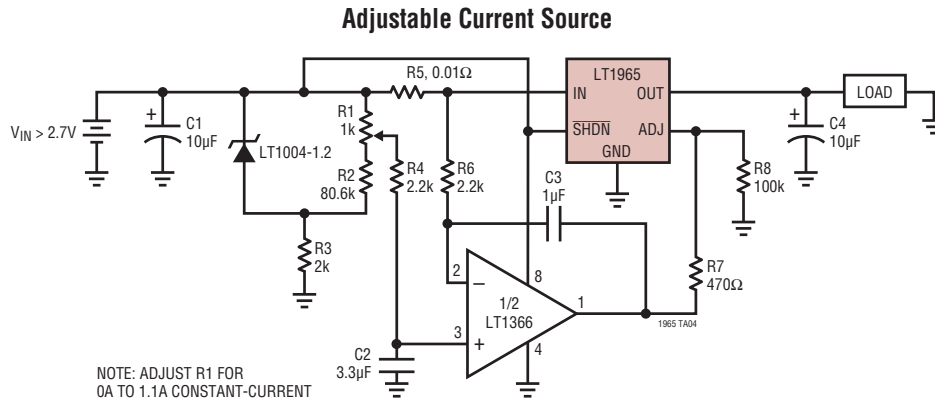 Adjustable Current Source
R5, 0.01Ω
LT1965
IN
OUT
SHDN
ADJ
GND
LOAD
VIN > 2.7V
+
C1
10µF
LT1004-1.2
R1
1k
R2
80.6k
R4
2.2k
R6
2.2k
C3
1µF
+
C4
10µF
R8
100k
R3
2k
R7
470Ω
2
–
8
1/2
LT1366
1
3
+
4
1965 TA04
C2
3.3µF
NOTE: ADJUST R1 FOR
0A TO 1.1A CONSTANT-CURRENT